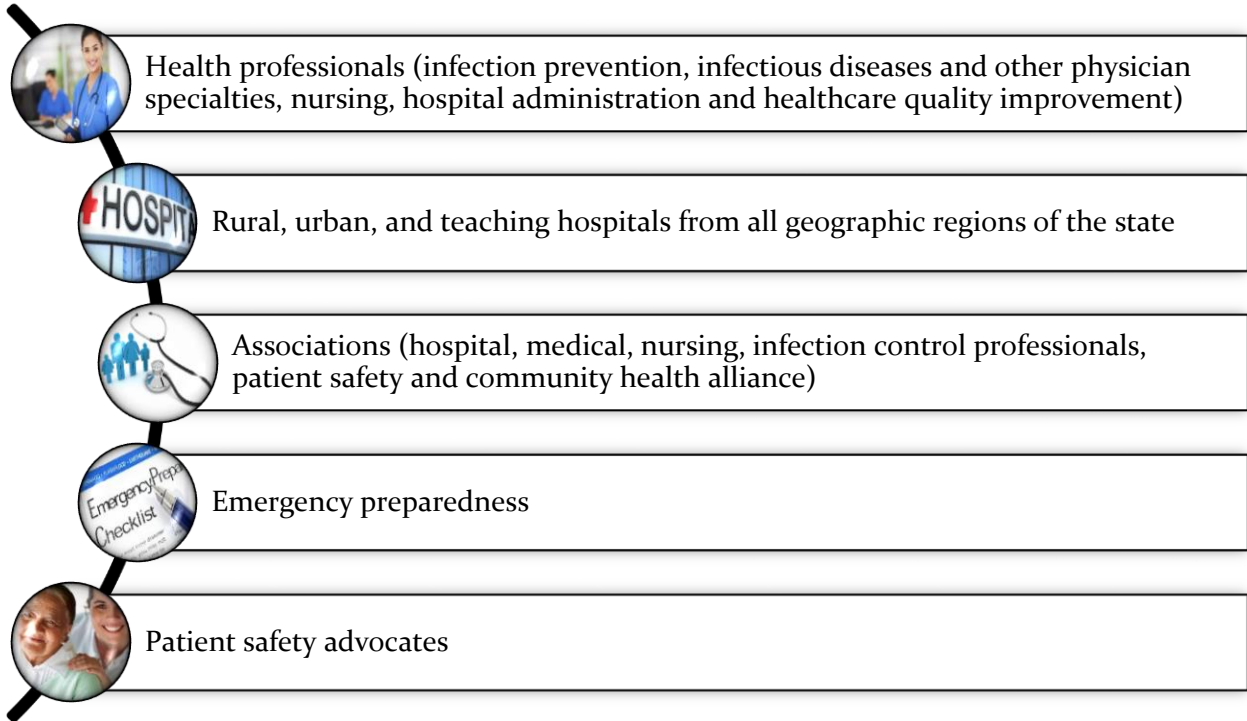 Health professionals (infection prevention, infectious diseases and other physician
specialties, nursing, hospital administration and healthcare quality improvement)
HOSPITA
Rural, urban, and teaching hospitals from all geographic regions of the state
Associations (hospital, medical, nursing, infection control professionals,
patient safety and community health alliance)
Emergency Prepa
Checklist
Emergency preparedness
Patient safety advocates